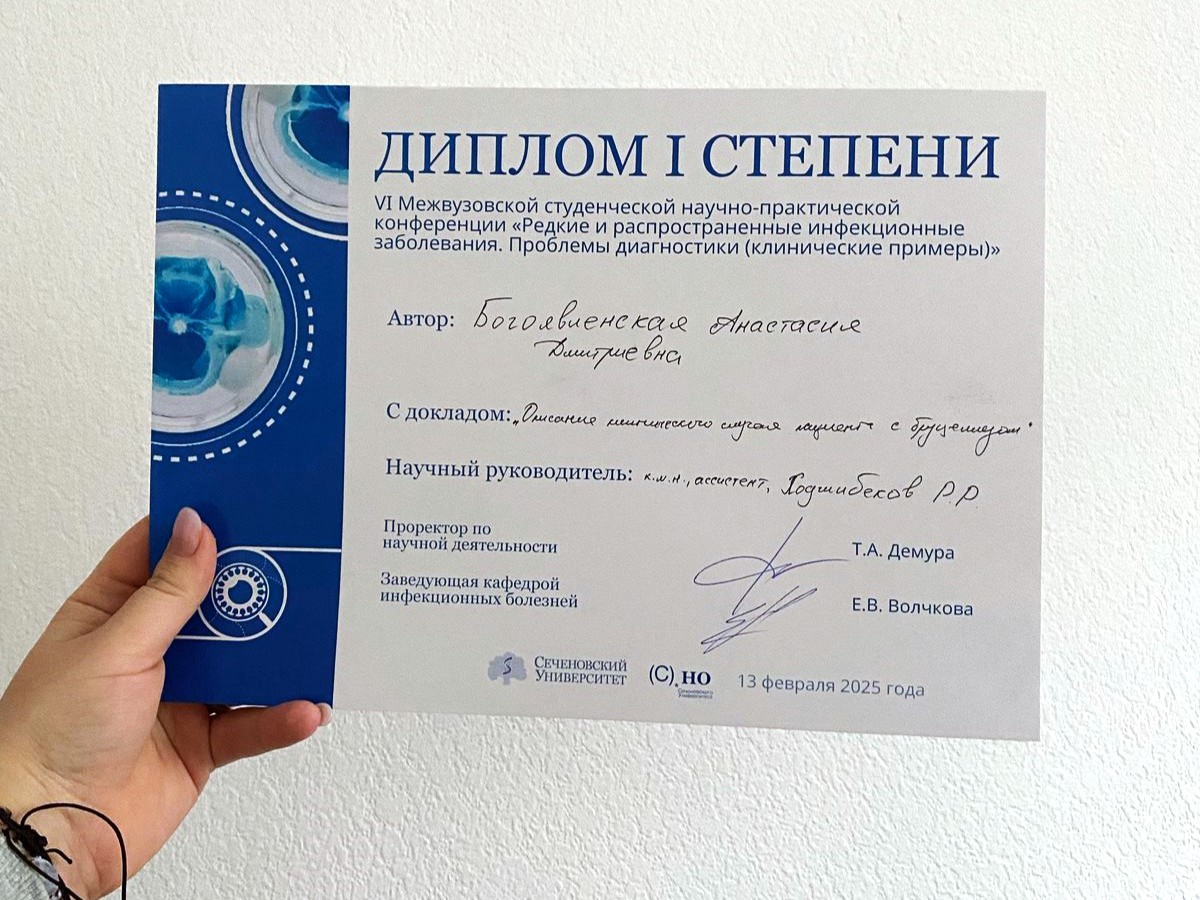 ДИПЛОМ I СТЕПЕНИ
VI Межвузовской студенческой научно-практической
конференции «Редкие и распространенные инфекционные
заболевания. Проблемы диагностики (клинические примеры)»
Автор: Богоявленская Анастасия
Дмитриевна
С докладом: „Описание клинического случая пациента с бруцеллезом"
Научный руководитель: к.м.н., ассистент, Ходжибеков Р.Р.
Проректор по
научной деятельности
Т.А. Демура
Заведующая кафедрой
инфекционных болезней
Е.В. Волчкова
S
Сеченовский
Университет
(С) НО
Сеченовского
Университета
13 февраля 2025 года